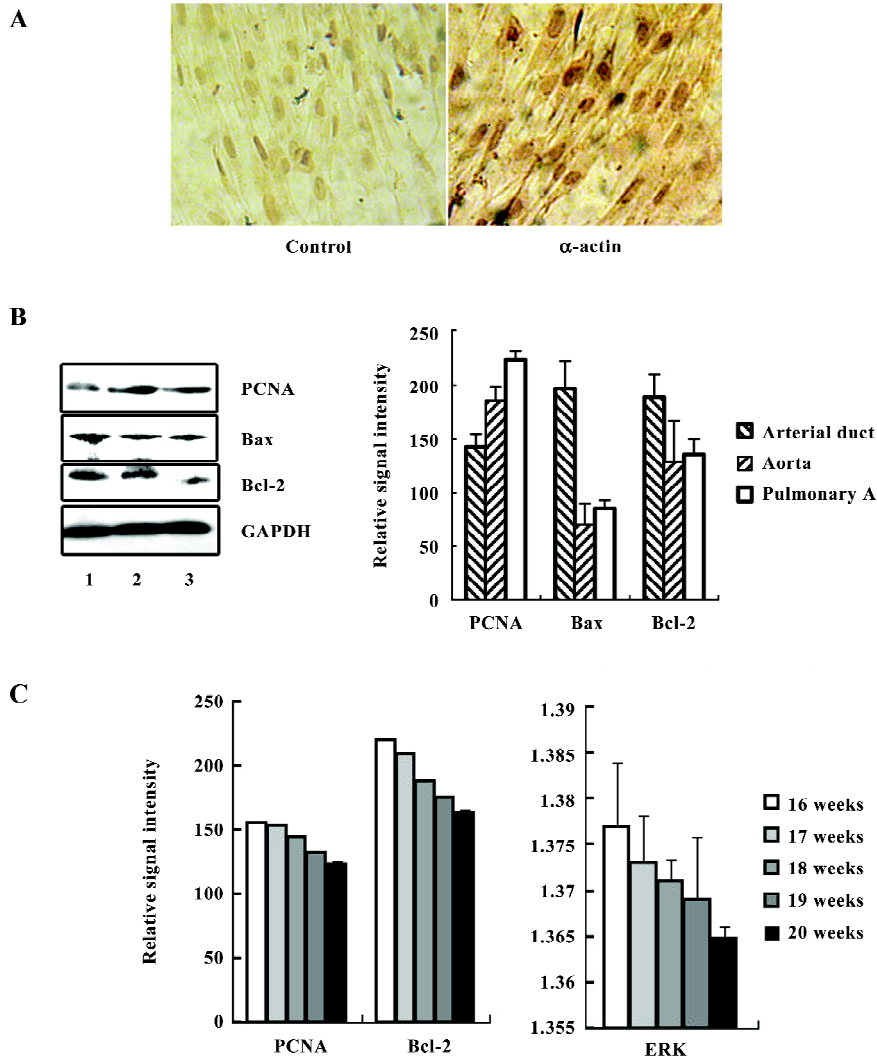 A
Control
α-actin
B
PCNA
Bax
Bcl-2
GAPDH
1 2 3
Relative signal intensity
250
200
150
100
50
0
PCNA Bax Bcl-2
Arterial duct
Aorta
Pulmonary A
C
Relative signal intensity
250
200
150
100
50
0
PCNA Bcl-2
1.39
1.385
1.38
1.375
1.37
1.365
1.36
1.355
ERK
16 weeks
17 weeks
18 weeks
19 weeks
20 weeks